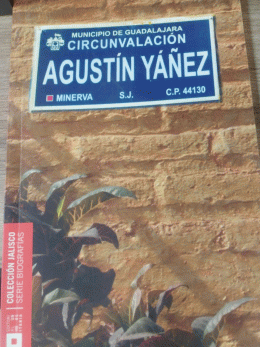 MUNICIPIO DE GUADALAJARA
CIRCUNVALACIÓN
AGUSTÍN YÁÑEZ
MINERVA S.J. C.P. 44130
COLECCIÓN JALISCO
SERIE BIOGRAFÍAS